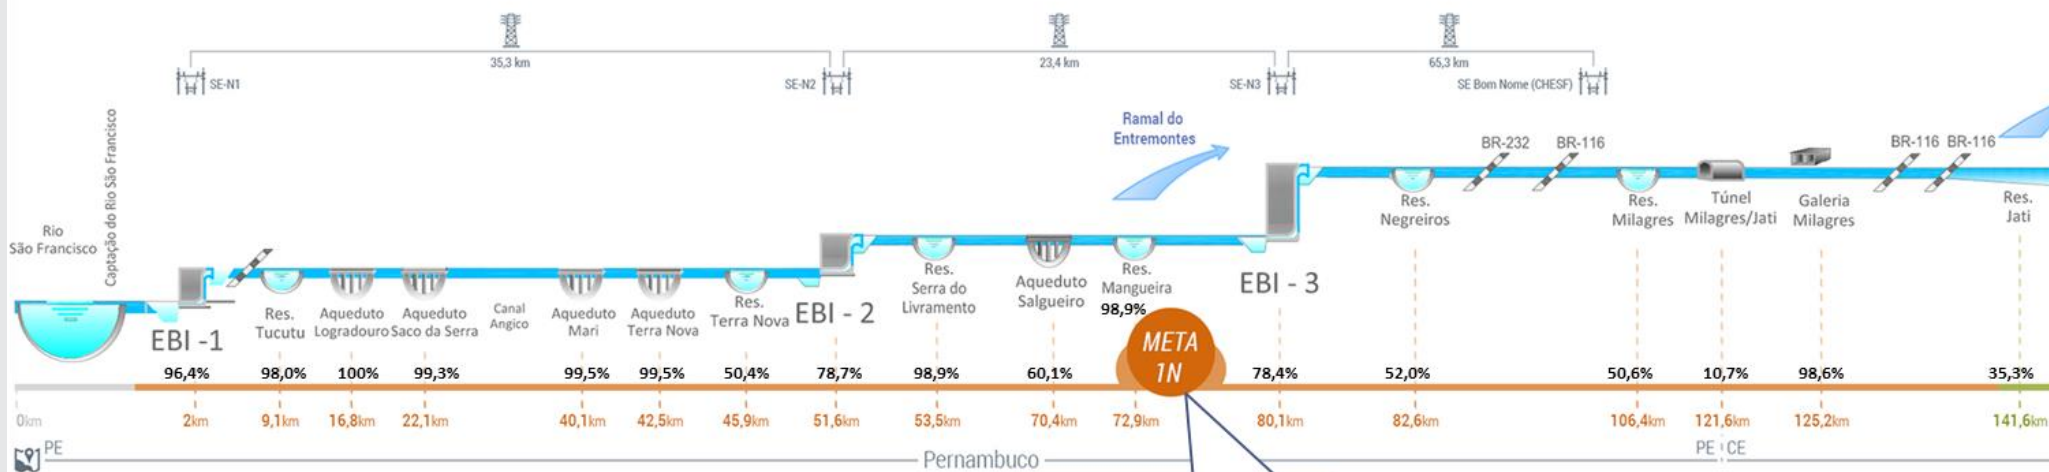 35,3 km
23,4 km
65,3 km
SE-N1
SE-N2
SE-N3
SE Bom Nome (CHESF)
Captação do Rio São Francisco
Ramal do
Entremontes
BR-232
BR-116
BR-116
BR-116
Rio
São Francisco
EBI -1
Res.
Tucutu
Aqueduto
Logradouro
Aqueduto
Saco da Serra
Canal
Angico
Aqueduto
Mari
Aqueduto
Terra Nova
Res.
Terra Nova
EBI - 2
Res.
Serra do
Livramento
Aqueduto
Salgueiro
Res.
Mangueira
98,9%
EBI - 3
Res.
Negreiros
Res.
Milagres
Túnel
Milagres/Jati
Galeria
Milagres
Res.
Jati
META
1N
96,4% 98,0% 100% 99,3% 99,5% 99,5% 50,4% 78,7% 98,9% 60,1% 78,4% 52,0% 50,6% 10,7% 98,6% 35,3%
0km 2km 9,1km 16,8km 22,1km 40,1km 42,5km 45,9km 51,6km 53,5km 70,4km 72,9km 80,1km 82,6km 106,4km 121,6km 125,2km 141,6km
PE
Pernambuco
PE CE